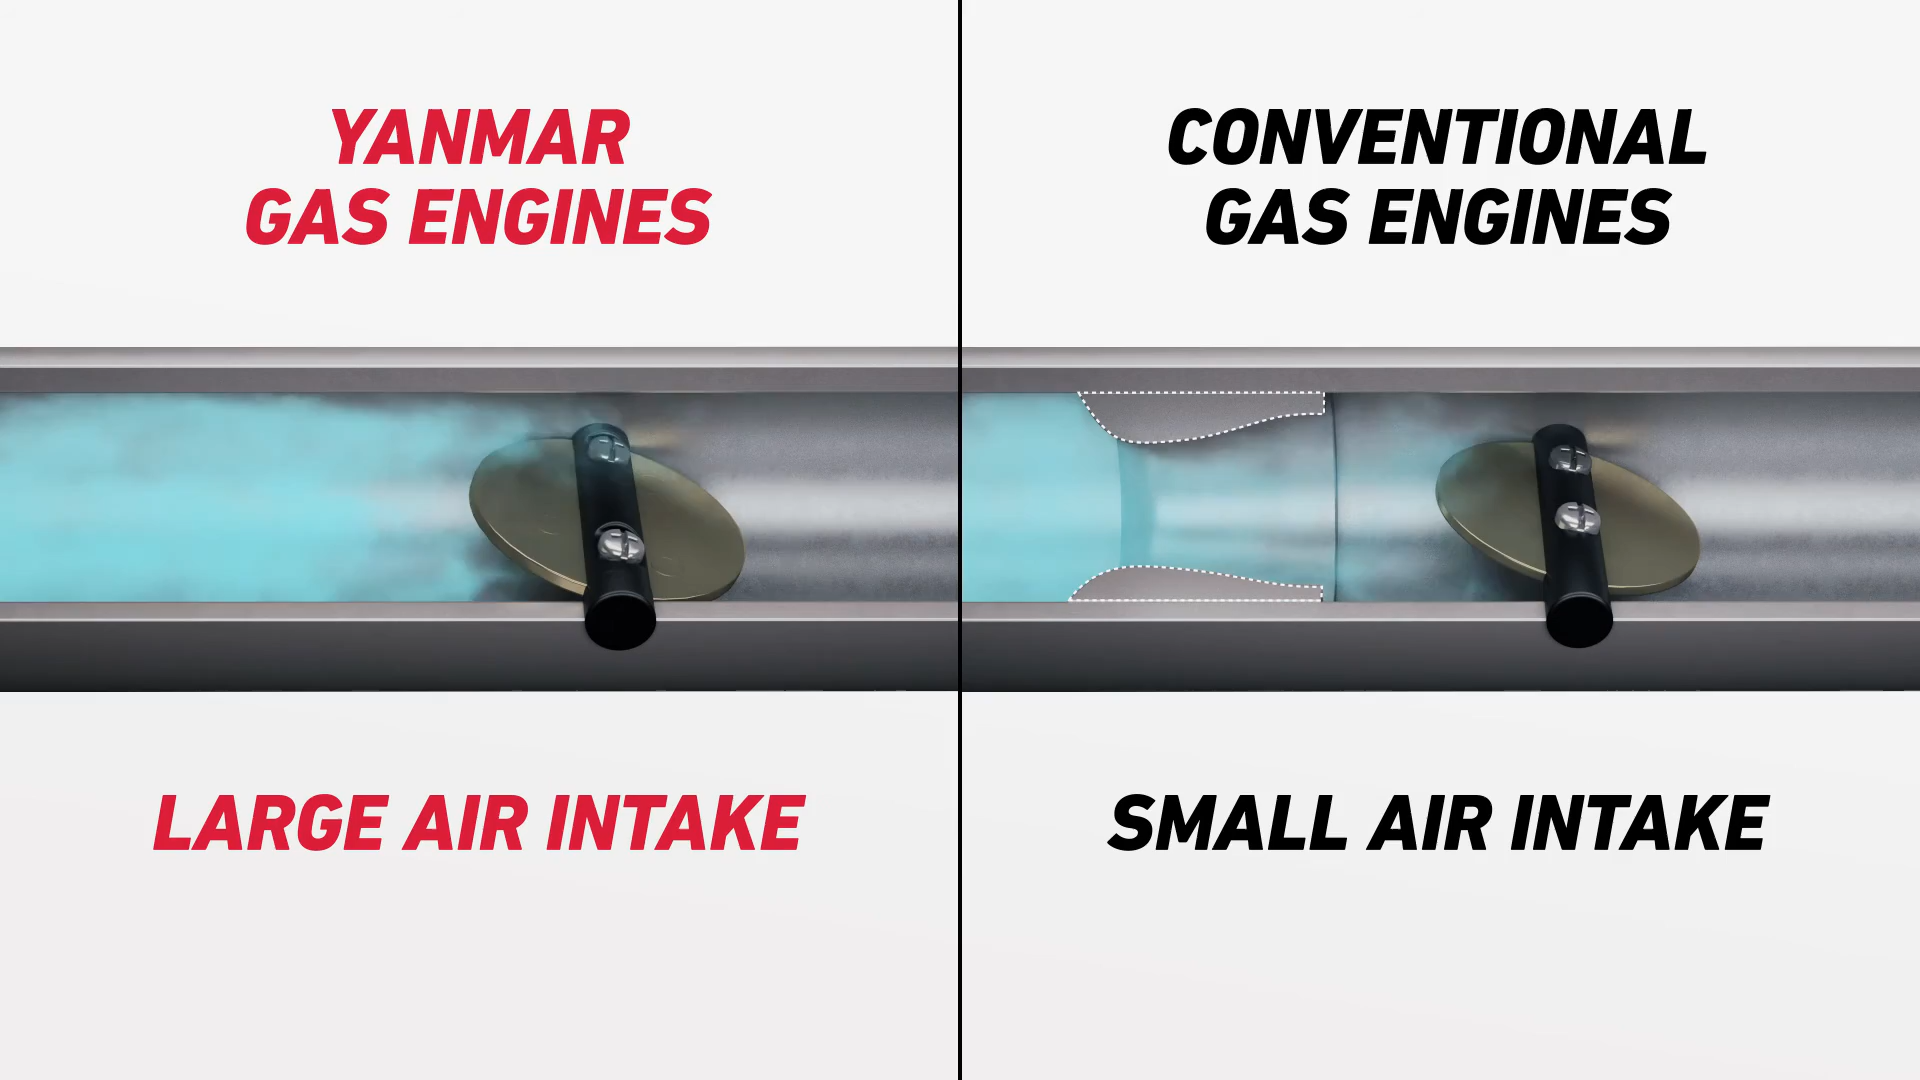 YANMAR
GAS ENGINES
LARGE AIR INTAKE
CONVENTIONAL
GAS ENGINES
SMALL AIR INTAKE